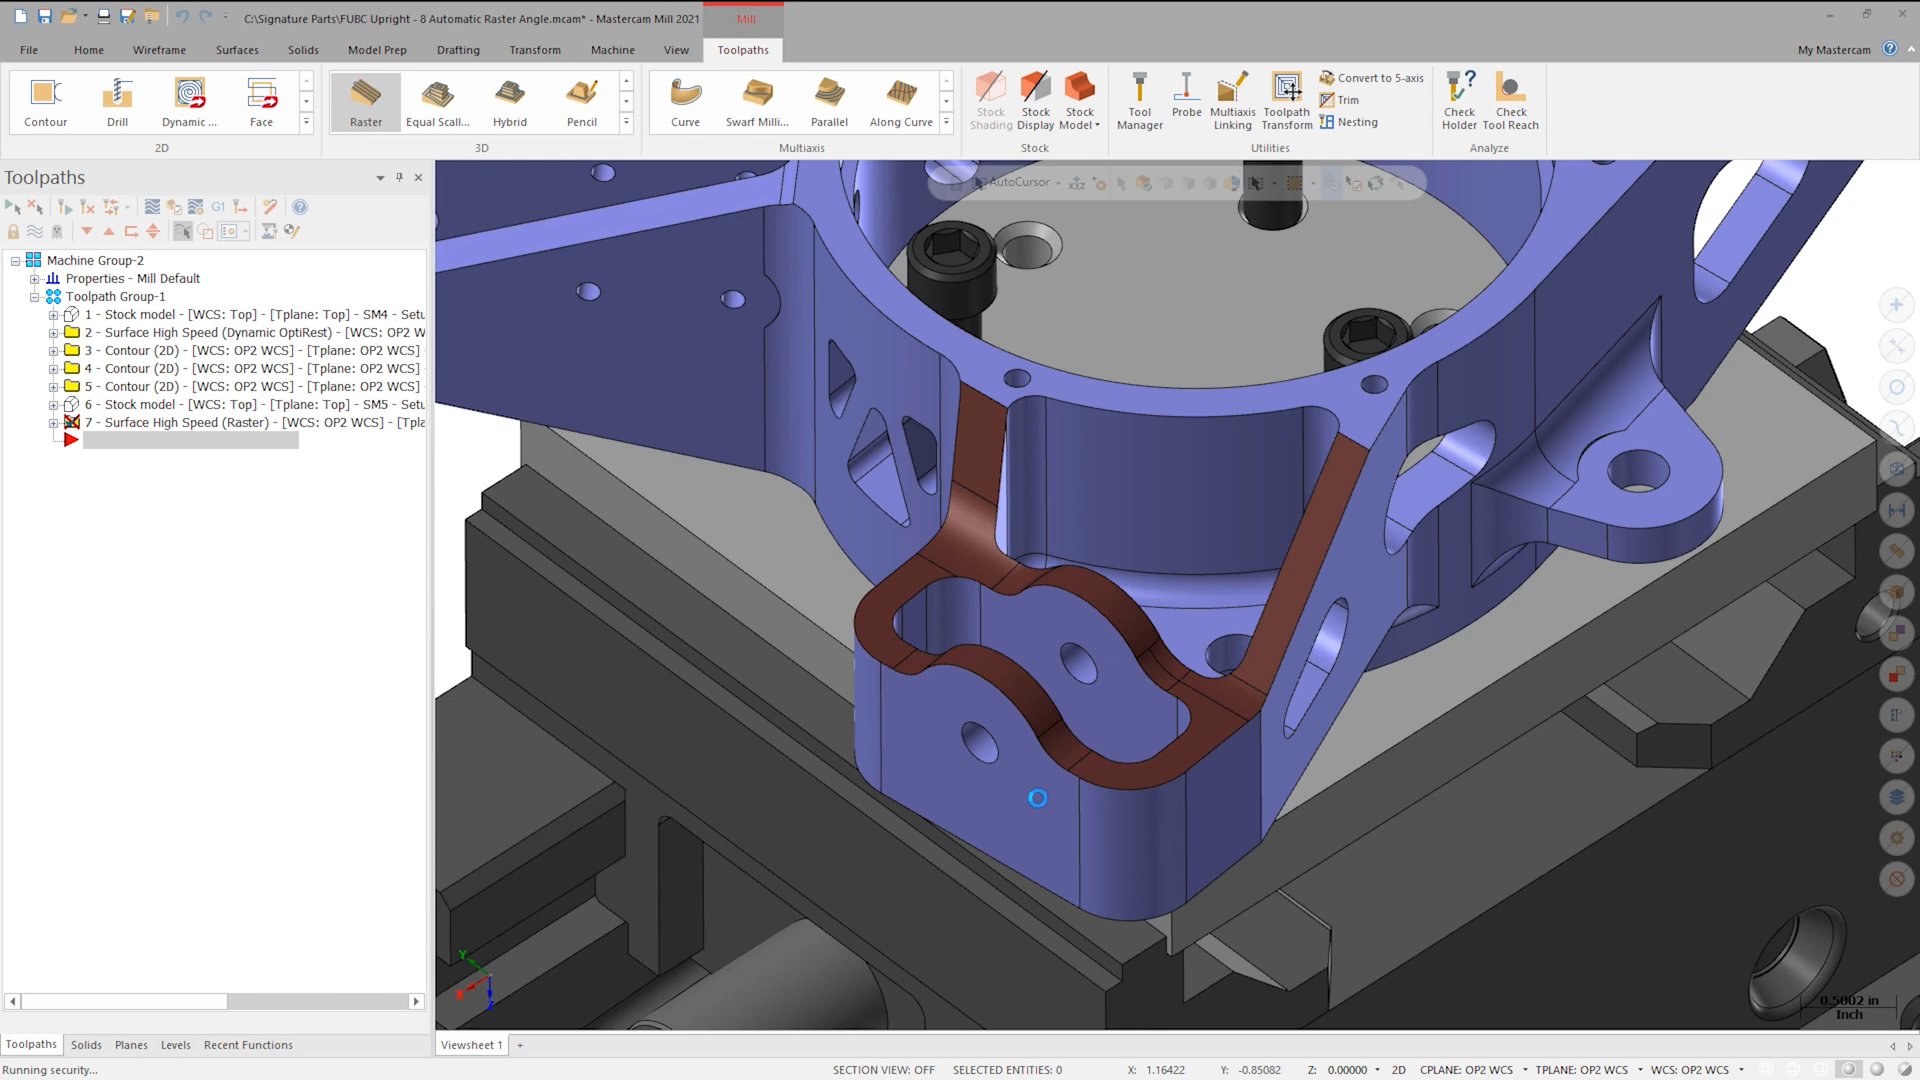 C:\Signature Parts\FUBC Upright - 8 Automatic Raster Angle.mcam* - Mastercam Mill 2021
Mill
File
Home
Wireframe
Surfaces
Solids
Model Prep
Drafting
Transform
Machine
View
Toolpaths
My Mastercam
Contour
Drill
Dynamic ...
Face
2D
Raster
Equal Scall...
Hybrid
Pencil
3D
Curve
Swarf Milli...
Parallel
Along Curve
Multiaxis
Stock
Shading
Stock
Display
Stock
Model
Stock
Tool
Manager
Probe
Multiaxis
Linking
Toolpath
Transform
Convert to 5-axis
Trim
Nesting
Utilities
Check
Holder
Check
Tool Reach
Analyze
Toolpaths
G1
AutoCursor
Machine Group-2
Properties - Mill Default
Toolpath Group-1
1 - Stock model - [WCS: Top] - [Tplane: Top] - SM4 - Setu
2 - Surface High Speed (Dynamic OptiRest) - [WCS: OP2 W
3 - Contour (2D) - [WCS: OP2 WCS] - [Tplane: OP2 WCS]
4 - Contour (2D) - [WCS: OP2 WCS] - [Tplane: OP2 WCS]
5 - Contour (2D) - [WCS: OP2 WCS] - [Tplane: OP2 WCS]
6 - Stock model - [WCS: Top] - [Tplane: Top] - SM5 - Setu
7 - Surface High Speed (Raster) - [WCS: OP2 WCS] - [Tpla
Y
X
Z
0.5002 in
Inch
Toolpaths
Solids
Planes
Levels
Recent Functions
Viewsheet 1
+
Running security...
SECTION VIEW: OFF
SELECTED ENTITIES: 0
X: 1.16422
Y: -0.85082
Z: 0.00000
2D
CPLANE: OP2 WCS
TPLANE: OP2 WCS
WCS: OP2 WCS